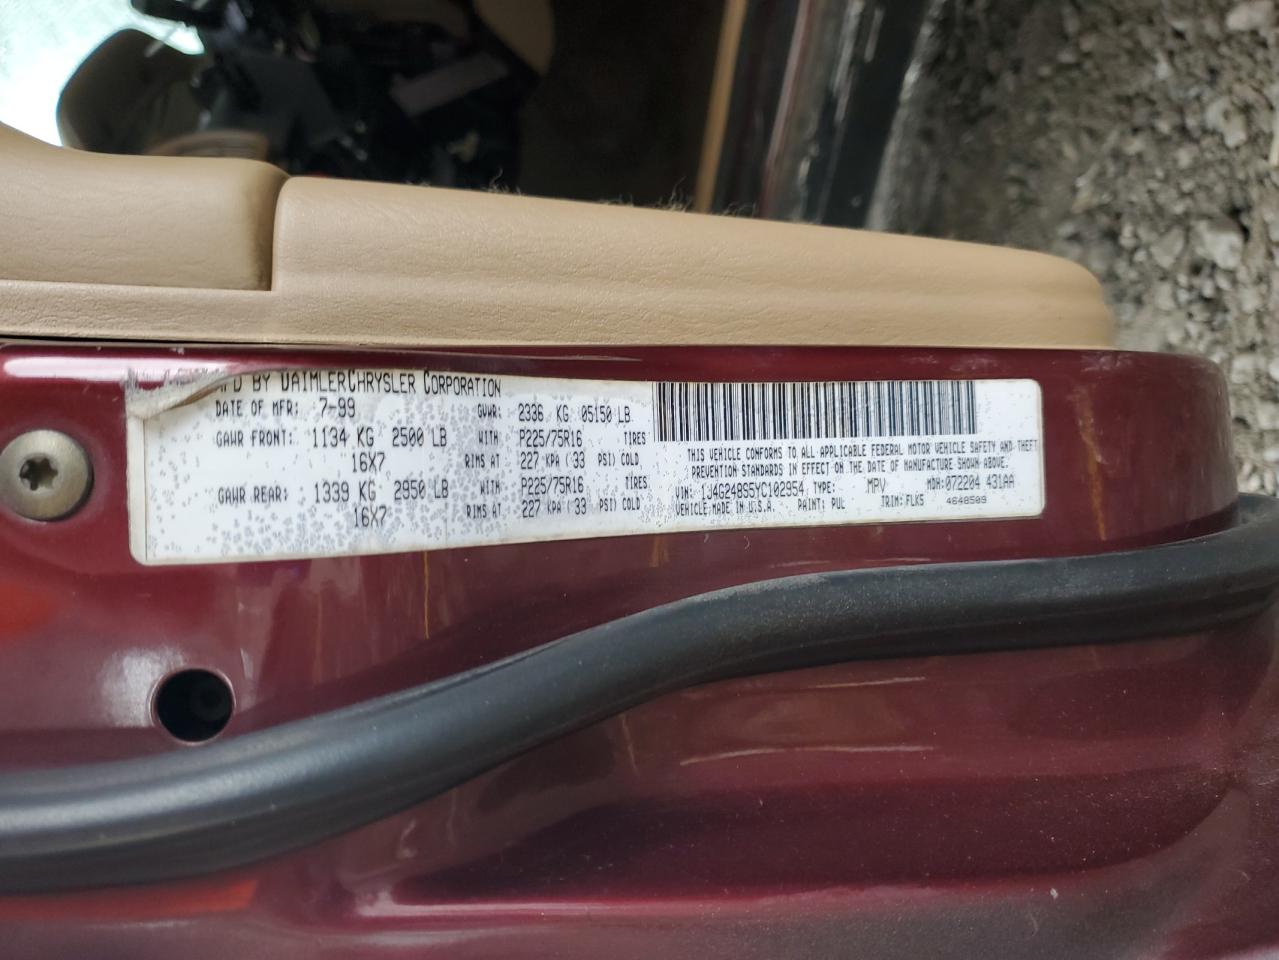 MFD BY DAIMLERCHRYSLER CORPORATION
DATE OF MFR: 7-99 GVWR: 2336 KG 05150 LB
GAWR FRONT: 1134 KG 2500 LB WITH P225/75R16 TIRES
16X7 RIMS AT 227 KPA ( 33 PSI) COLD
GAWR REAR: 1339 KG 2950 LB WITH P225/75R16 TIRES
16X7 RIMS AT 227 KPA ( 33 PSI) COLD
THIS VEHICLE CONFORMS TO ALL APPLICABLE FEDERAL MOTOR VEHICLE SAFETY AND THEFT
PREVENTION STANDARDS IN EFFECT ON THE DATE OF MANUFACTURE SHOWN ABOVE.
VIN: 1J4G248S5YC102954 TYPE: MPV MDH: 072204 431AA
VEHICLE MADE IN U.S.A. PAINT: PUL TRIM: FLK5 4648509